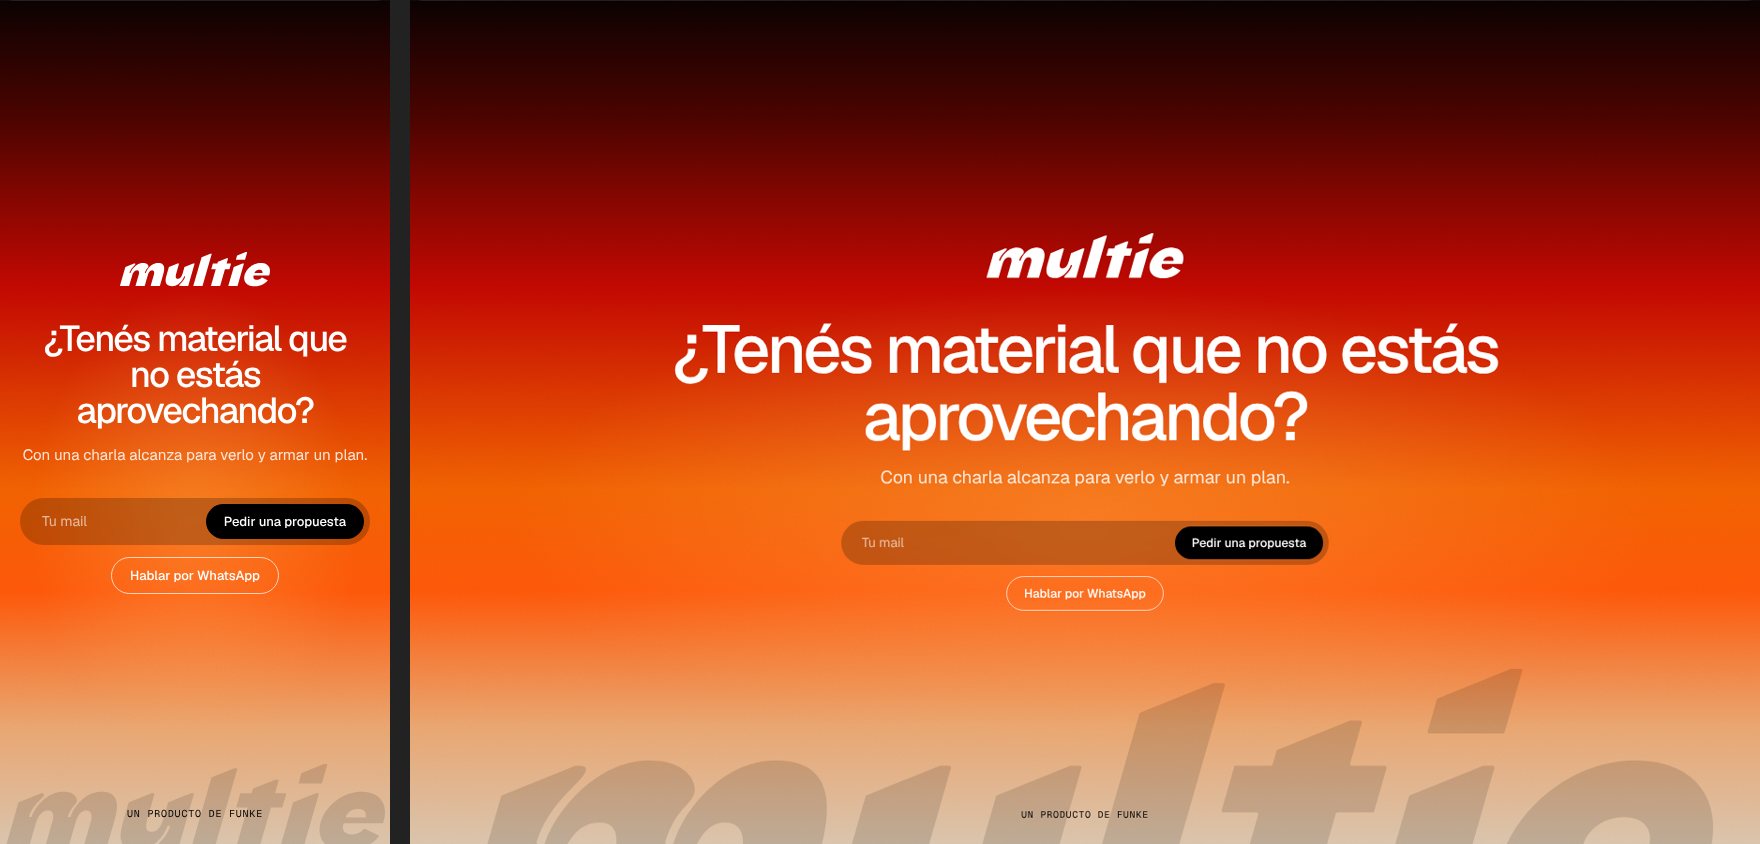 multie
¿Tenés material que
no estás
aprovechando?
Con una charla alcanza para verlo y armar un plan.
Tu mail
Pedir una propuesta
Hablar por WhatsApp
multie
UN PRODUCTO DE FUNKE
multie
¿Tenés material que no estás
aprovechando?
Con una charla alcanza para verlo y armar un plan.
Tu mail
Pedir una propuesta
Hablar por WhatsApp
multie
UN PRODUCTO DE FUNKE